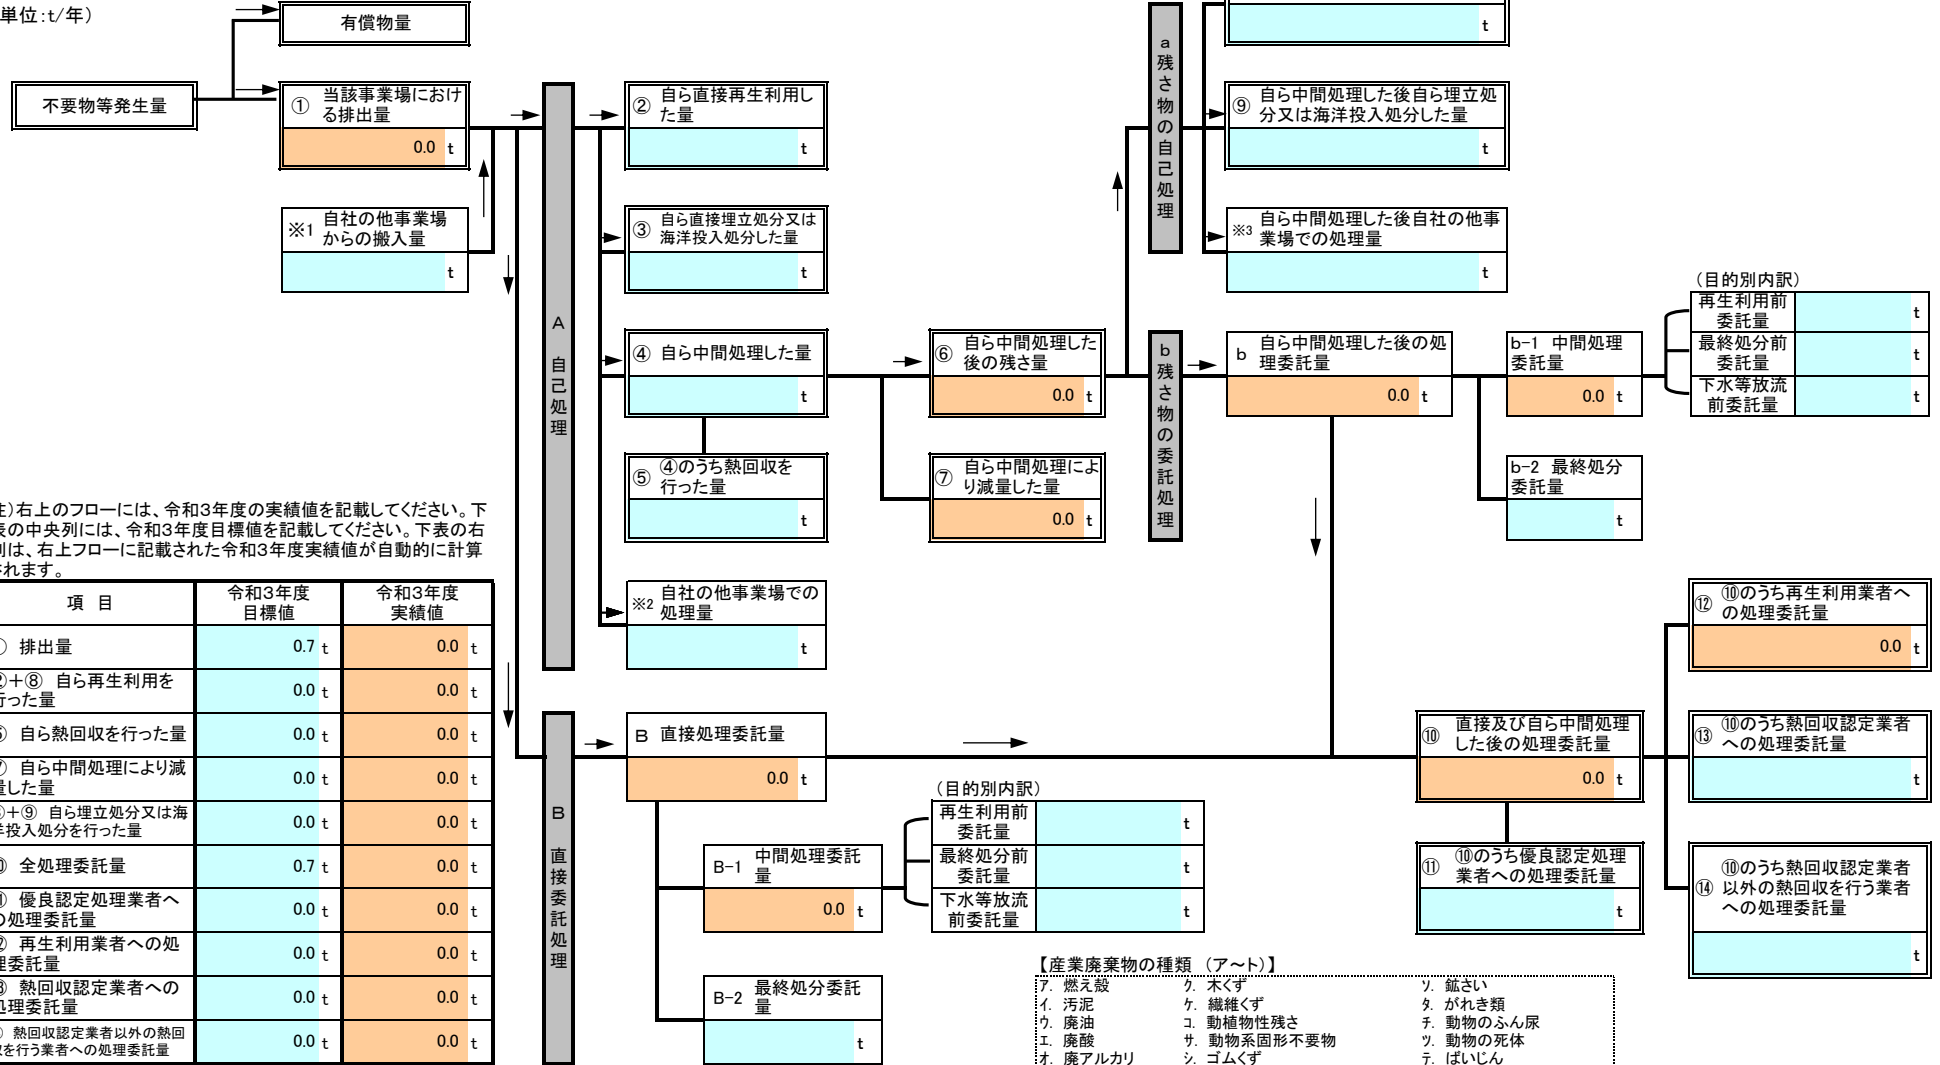 単位:t/年）
有償物量
不要物等発生量
① 当該事業場におけ
る排出量
0.0 t
※1 自社の他事業場
からの搬入量
t
A 自己処理
② 自ら直接再生利用し
た量
t
③ 自ら直接埋立処分又は
海洋投入処分した量
t
④ 自ら中間処理した量
t
⑤ ④のうち熱回収を
行った量
t
※2 自社の他事業場での
処理量
t
⑥ 自ら中間処理した
後の残さ量
0.0 t
⑦ 自ら中間処理によ
り減量した量
0.0 t
a残さ物の自己処理
t
⑨ 自ら中間処理した後自ら埋立処
分又は海洋投入処分した量
t
※3 自ら中間処理した後自社の他事
業場での処理量
t
b残さ物の委託処理
b 自ら中間処理した後の処
理委託量
0.0 t
b-1 中間処理
委託量
0.0 t
b-2 最終処分
委託量
t
（目的別内訳）
再生利用前
委託量
t
最終処分前
委託量
t
下水等放流
前委託量
t
注）右上のフローには、令和3年度の実績値を記載してください。下
表の中央列には、令和3年度目標値を記載してください。下表の右
列は、右上フローに記載された令和3年度実績値が自動的に計算
されます。
項 目 令和3年度
目標値 令和3年度
実績値
① 排出量 0.7 t 0.0 t
②＋⑧ 自ら再生利用を
行った量 0.0 t 0.0 t
⑤ 自ら熱回収を行った量 0.0 t 0.0 t
⑦ 自ら中間処理により減
量した量 0.0 t 0.0 t
③＋⑨ 自ら埋立処分又は海
洋投入処分を行った量 0.0 t 0.0 t
⑩ 全処理委託量 0.7 t 0.0 t
⑪ 優良認定処理業者へ
の処理委託量 0.0 t 0.0 t
⑫ 再生利用業者への処
理委託量 0.0 t 0.0 t
⑬ 熱回収認定業者への
処理委託量 0.0 t 0.0 t
⑭ 熱回収認定業者以外の熱回
収を行う業者への処理委託量 0.0 t 0.0 t
B 直接委託処理
B 直接処理委託量
0.0 t
B-1 中間処理委託
量
0.0 t
B-2 最終処分委託
量
t
（目的別内訳）
再生利用前
委託量
t
最終処分前
委託量
t
下水等放流
前委託量
t
⑩ 直接及び自ら中間処理
した後の処理委託量
0.0 t
⑪ ⑩のうち優良認定処理
業者への処理委託量
t
⑫ ⑩のうち再生利用業者へ
の処理委託量
0.0 t
⑬ ⑩のうち熱回収認定業者
への処理委託量
t
⑭ ⑩のうち熱回収認定業者
以外の熱回収を行う業者
への処理委託量
t
【産業廃棄物の種類 （ア～ト）】
ア. 燃え殻 ク. 木くず ソ. 鉱さい
イ. 汚泥 ケ. 繊維くず タ. がれき類
ウ. 廃油 コ. 動植物性残さ チ. 動物のふん尿
エ. 廃酸 サ. 動物系固形不要物 ツ. 動物の死体
オ. 廃アルカリ シ. ゴムくず テ. ばいじん